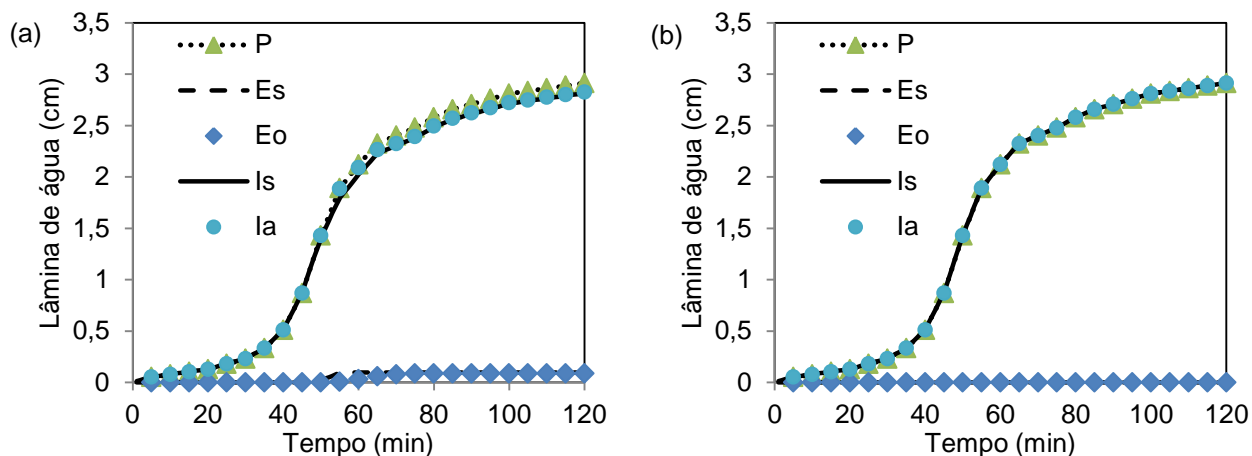 (a)
Lâmina de água (cm)
3,5
3
2,5
2
1,5
1
0,5
0
P
Es
Eo
Is
Ia
0 20 40 60 80 100 120
Tempo (min)
(b)
Lâmina de água (cm)
3,5
3
2,5
2
1,5
1
0,5
0
P
Es
Eo
Is
Ia
0 20 40 60 80 100 120
Tempo (min)